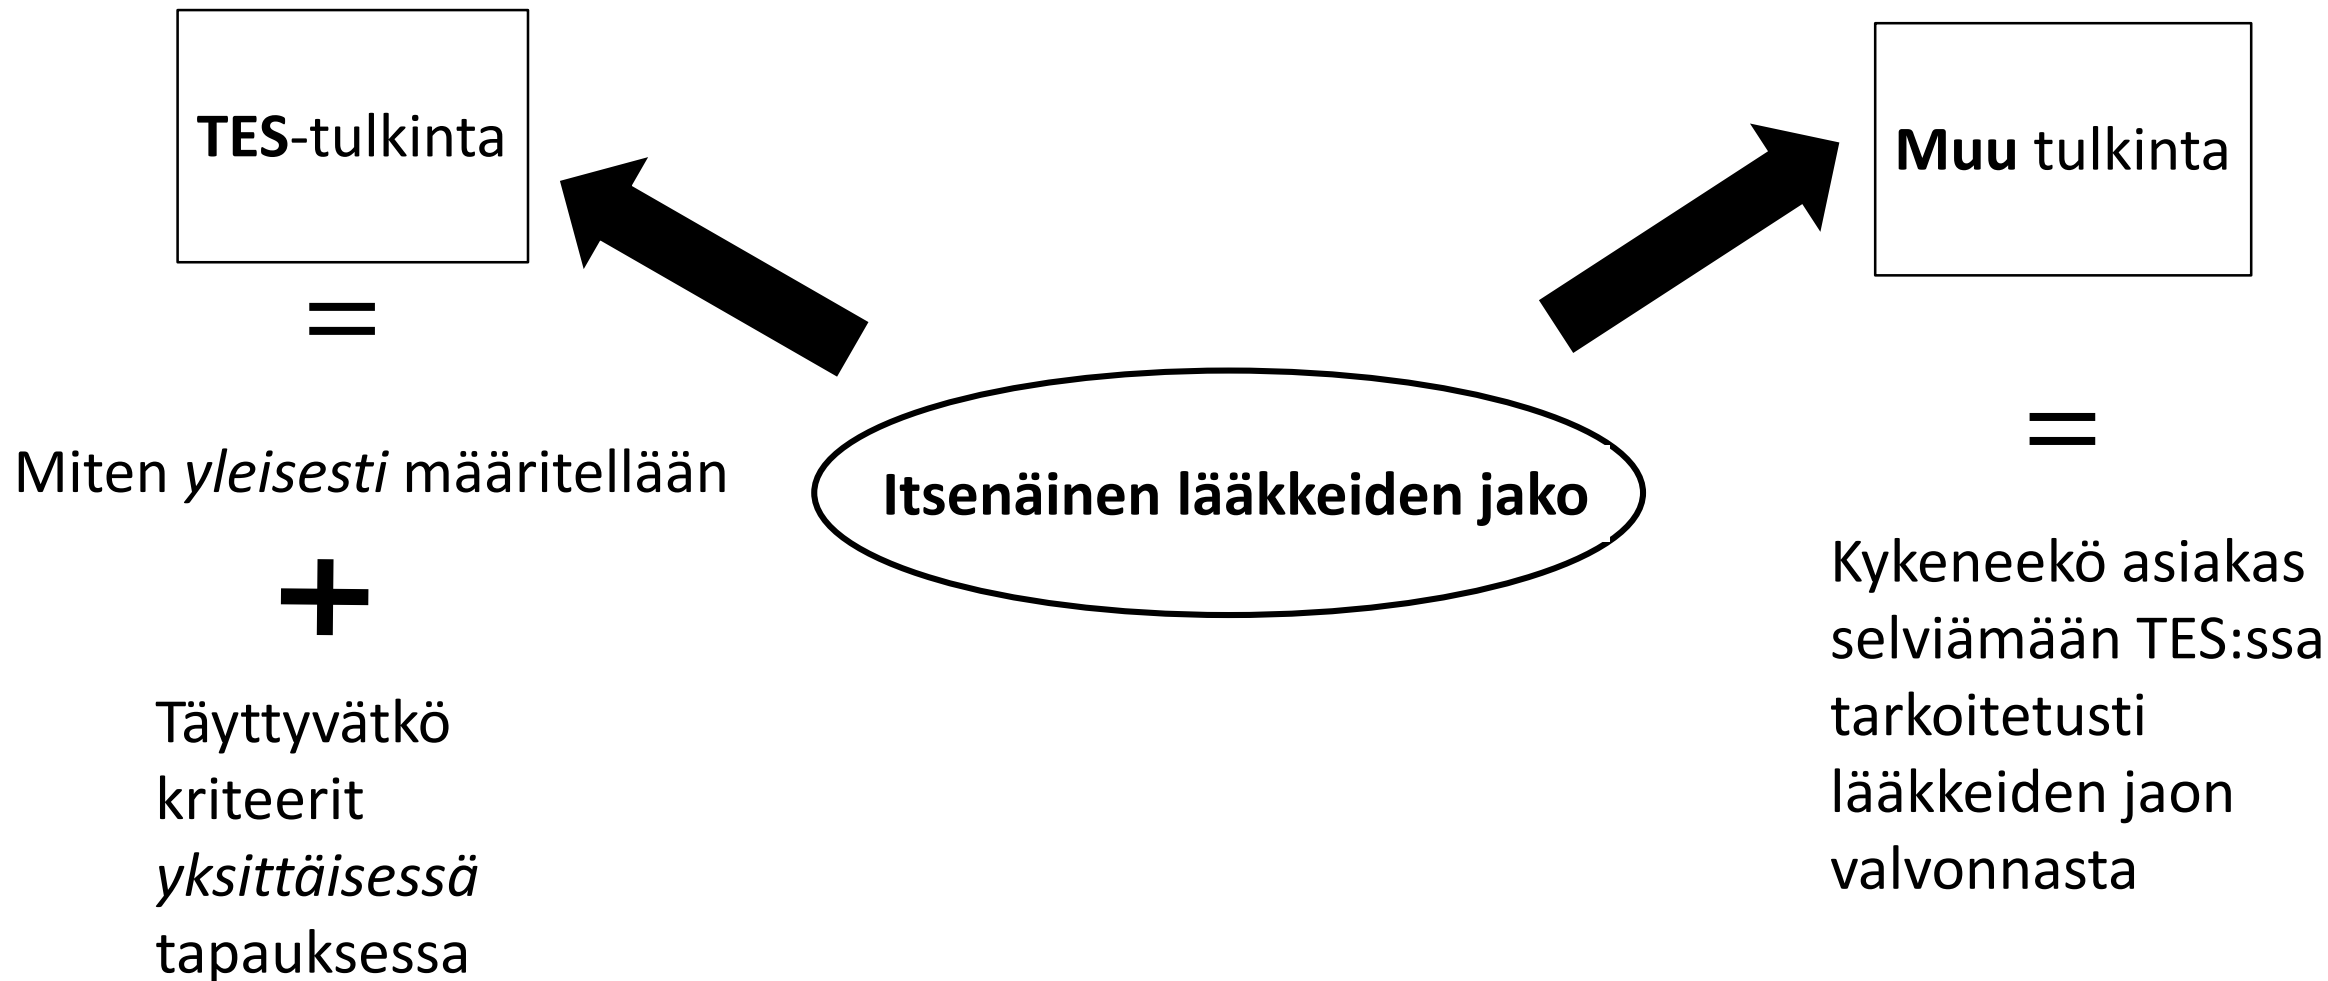 TES-tulkinta
=
Miten yleisesti määritellään
+
Täyttyvätkö
kriteerit
yksittäisessä
tapauksessa
Itsenäinen lääkkeiden jako
Muu tulkinta
=
Kykeneekö asiakas
selviämään TES:ssa
tarkoitetusti
lääkkeiden jaon
valvonnasta